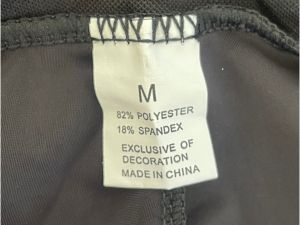 M
82% POLYESTER
18% SPANDEX
EXCLUSIVE OF
DECORATION
MADE IN CHINA